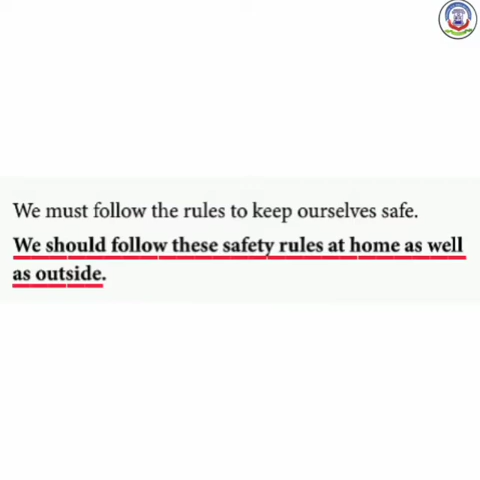 We must follow the rules to keep ourselves safe.
We should follow these safety rules at home as well
as outside.